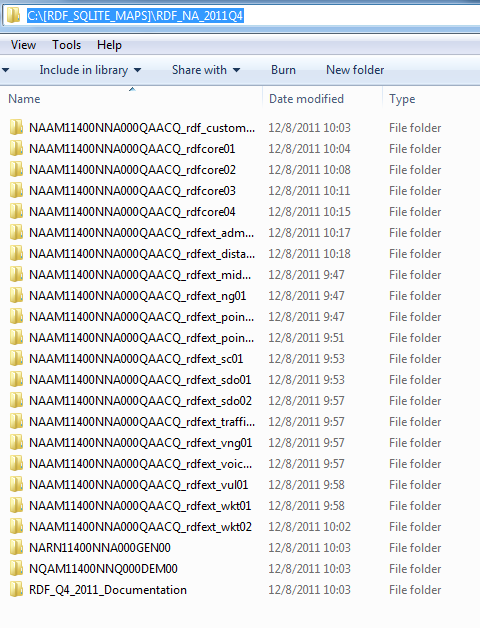 C:\[RDF_SQLITE_MAPS]\RDF_NA_2011Q4
View Tools Help
Include in library Share with Burn New folder
Name Date modified Type
NAAM11400NNA000QAACQ_rdf_custom... 12/8/2011 10:03 File folder
NAAM11400NNA000QAACQ_rdfcore01 12/8/2011 10:04 File folder
NAAM11400NNA000QAACQ_rdfcore02 12/8/2011 10:08 File folder
NAAM11400NNA000QAACQ_rdfcore03 12/8/2011 10:11 File folder
NAAM11400NNA000QAACQ_rdfcore04 12/8/2011 10:15 File folder
NAAM11400NNA000QAACQ_rdfext_adm... 12/8/2011 10:17 File folder
NAAM11400NNA000QAACQ_rdfext_dista... 12/8/2011 10:18 File folder
NAAM11400NNA000QAACQ_rdfext_mid... 12/8/2011 9:47 File folder
NAAM11400NNA000QAACQ_rdfext_ng01 12/8/2011 9:47 File folder
NAAM11400NNA000QAACQ_rdfext_poin... 12/8/2011 9:47 File folder
NAAM11400NNA000QAACQ_rdfext_poin... 12/8/2011 9:51 File folder
NAAM11400NNA000QAACQ_rdfext_sc01 12/8/2011 9:53 File folder
NAAM11400NNA000QAACQ_rdfext_sdo01 12/8/2011 9:53 File folder
NAAM11400NNA000QAACQ_rdfext_sdo02 12/8/2011 9:57 File folder
NAAM11400NNA000QAACQ_rdfext_traffi... 12/8/2011 9:57 File folder
NAAM11400NNA000QAACQ_rdfext_vng01 12/8/2011 9:57 File folder
NAAM11400NNA000QAACQ_rdfext_voic... 12/8/2011 9:57 File folder
NAAM11400NNA000QAACQ_rdfext_vul01 12/8/2011 9:58 File folder
NAAM11400NNA000QAACQ_rdfext_wkt01 12/8/2011 9:58 File folder
NAAM11400NNA000QAACQ_rdfext_wkt02 12/8/2011 10:02 File folder
NARN11400NNA000GEN00 12/8/2011 10:03 File folder
NQAM11400NNQ000DEM00 12/8/2011 10:03 File folder
RDF_Q4_2011_Documentation 12/8/2011 10:03 File folder